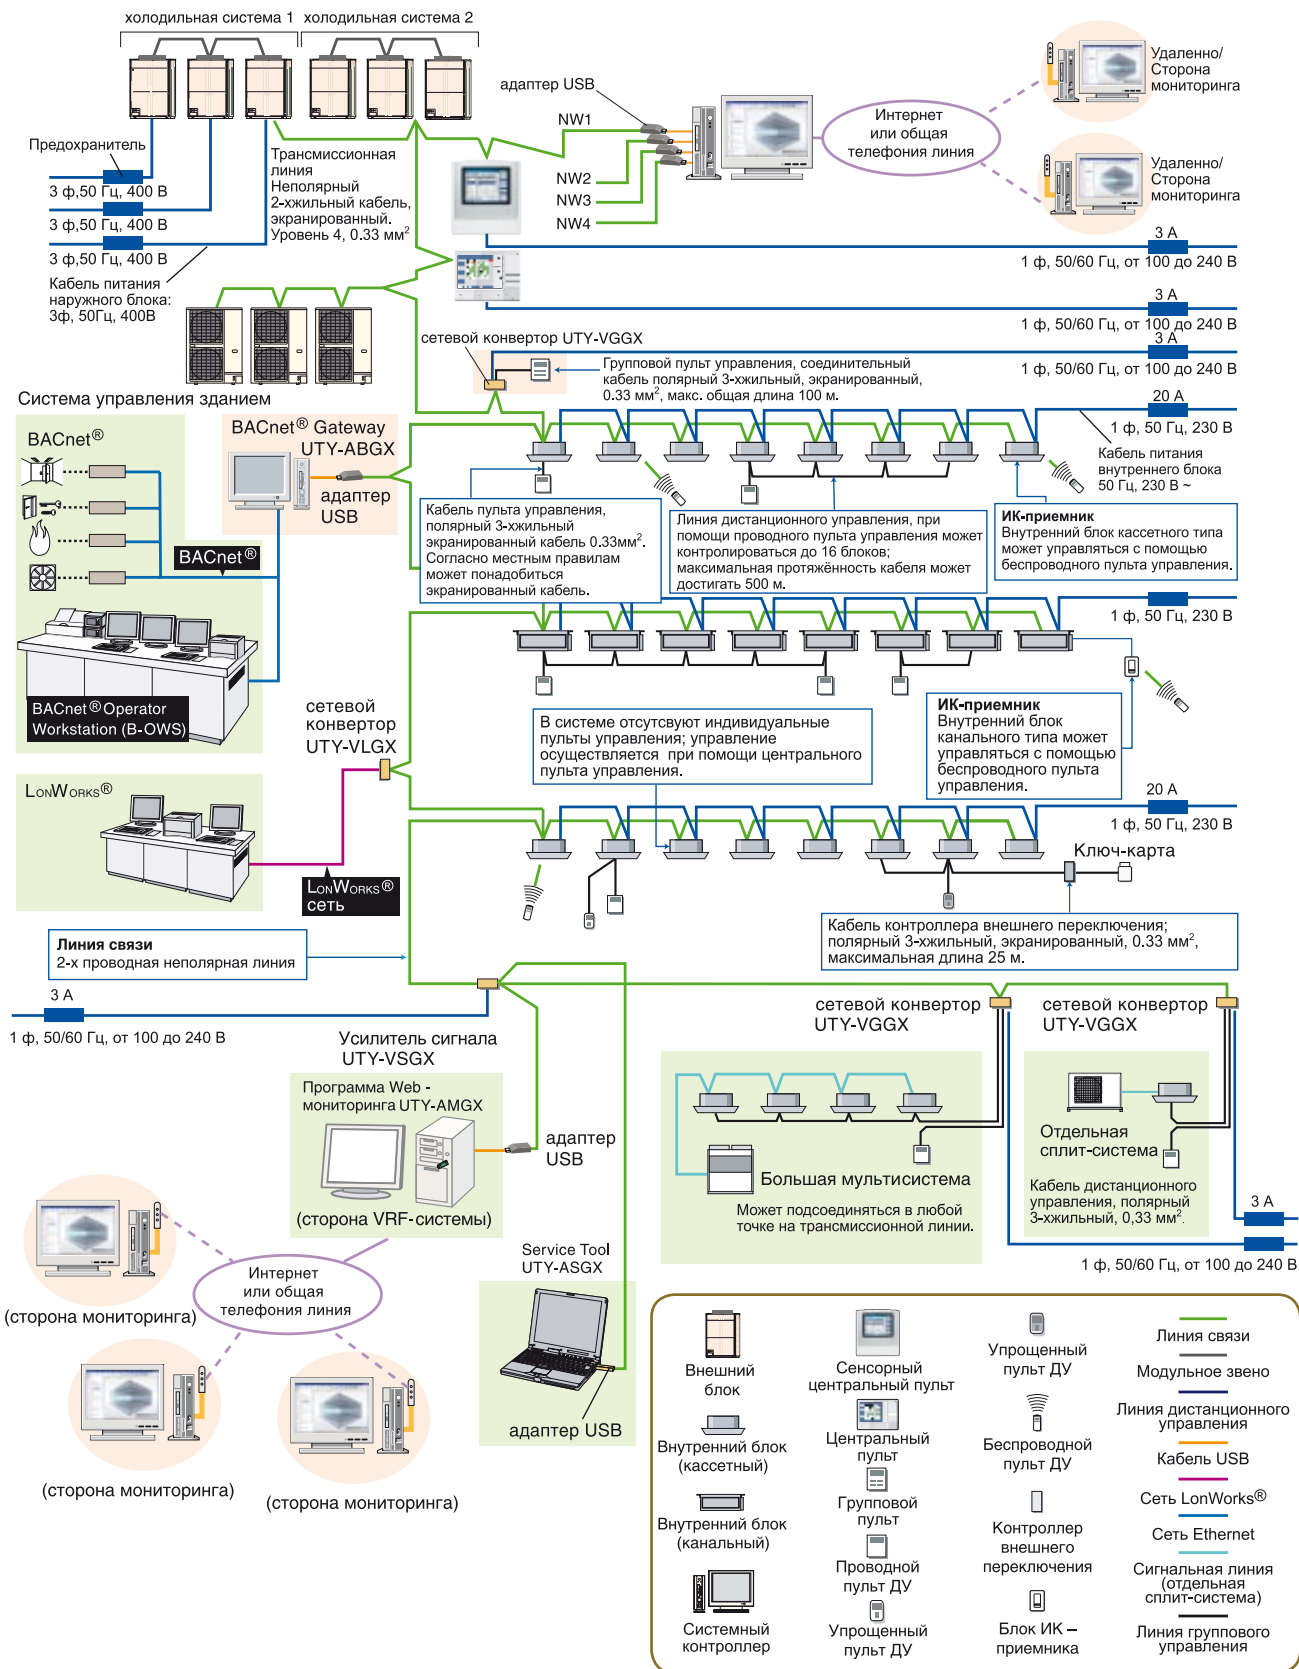 холодильная система 1
холодильная система 2
адаптер USB
NW1
NW2
NW3
NW4
Интернет
или общая
телефония линия
Удаленно/
Сторона
мониторинга
Удаленно/
Сторона
мониторинга
Предохранитель
3 ф,50 Гц, 400 В
3 ф,50 Гц, 400 В
3 ф,50 Гц, 400 В
Трансмиссионная
линия
Неполярный
2-хжильный кабель,
экранированный.
Уровень 4, 0.33 мм²
Кабель питания
наружного блока:
3ф, 50Гц, 400В
3 А
1 ф, 50/60 Гц, от 100 до 240 В
3 А
1 ф, 50/60 Гц, от 100 до 240 В
3 А
1 ф, 50/60 Гц, от 100 до 240 В
сетевой конвертор UTY-VGGX
Групповой пульт управления, соединительный
кабель полярный 3-хжильный, экранированный,
0.33 мм², макс. общая длина 100 м.
20 А
1 ф, 50 Гц, 230 В
Кабель питания
внутреннего блока
50 Гц, 230 В ~
Система управления зданием
BACnet®
BACnet® Gateway
UTY-ABGX
адаптер
USB
BACnet®
BACnet® Operator
Workstation (B-OWS)
Кабель пульта управления,
полярный 3-хжильный
экранированный кабель 0.33мм².
Согласно местным правилам
может понадобиться
экранированный кабель.
Линия дистанционного управления, при
помощи проводного пульта управления может
контролироваться до 16 блоков;
максимальная протяжённость кабеля может
достигать 500 м.
ИК-приемник
Внутренний блок кассетного типа
может управляться с помощью
беспроводного пульта управления.
1 ф, 50 Гц, 230 В
сетевой
конвертор
UTY-VLGX
В системе отсутсвуют индивидуальные
пульты управления; управление
осуществляется при помощи центрального
пульта управления.
ИК-приемник
Внутренний блок
канального типа может
управляться с помощью
беспроводного пульта
управления.
20 А
1 ф, 50 Гц, 230 В
LONWORKS®
LONWORKS®
сеть
Ключ-карта
Кабель контроллера внешнего переключения;
полярный 3-хжильный, экранированный, 0.33 мм²,
максимальная длина 25 м.
Линия связи
2-х проводная неполярная линия
3 А
1 ф, 50/60 Гц, от 100 до 240 В
Усилитель сигнала
UTY-VSGX
сетевой конвертор
UTY-VGGX
сетевой конвертор
UTY-VGGX
Программа Web -
мониторинга UTY-AMGX
(сторона VRF-системы)
адаптер
USB
Большая мультисистема
Может подсоединяться в любой
точке на трансмиссионной линии.
Отдельная
сплит-система
Кабель дистанционного
управления, полярный
3-хжильный, 0,33 мм².
3 А
1 ф, 50/60 Гц, от 100 до 240 В
Service Tool
UTY-ASGX
адаптер USB
Интернет
или общая
телефония линия
(сторона мониторинга)
(сторона мониторинга)
(сторона мониторинга)
Внешний
блок
Внутренний блок
(кассетный)
Внутренний блок
(канальный)
Системный
контроллер
Сенсорный
центральный пульт
Центральный
пульт
Групповой
пульт
Проводной
пульт ДУ
Упрощенный
пульт ДУ
Упрощенный
пульт ДУ
Беспроводной
пульт ДУ
Контроллер
внешнего
переключения
Блок ИК –
приемника
Линия связи
Модульное звено
Линия дистанционного
управления
Кабель USB
Сеть LonWorks®
Сеть Ethernet
Сигнальная линия
(отдельная
сплит-система)
Линия группового
управления